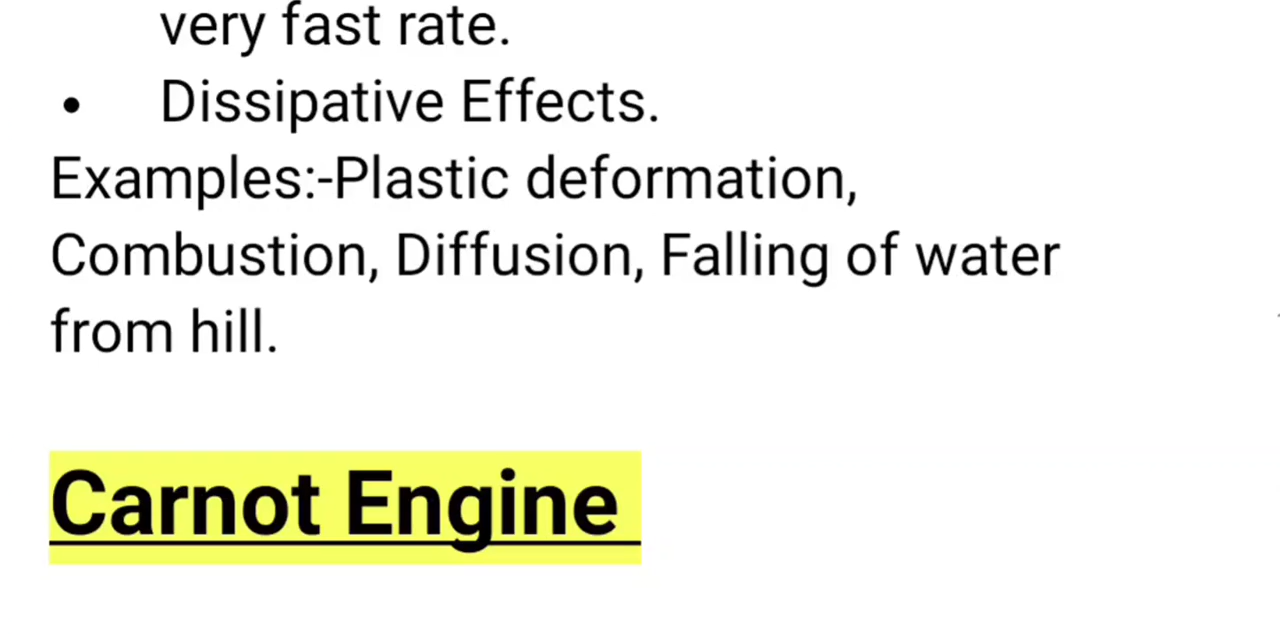 very fast rate.
• Dissipative Effects.
Examples:-Plastic deformation,
Combustion, Diffusion, Falling of water
from hill.
Carnot Engine